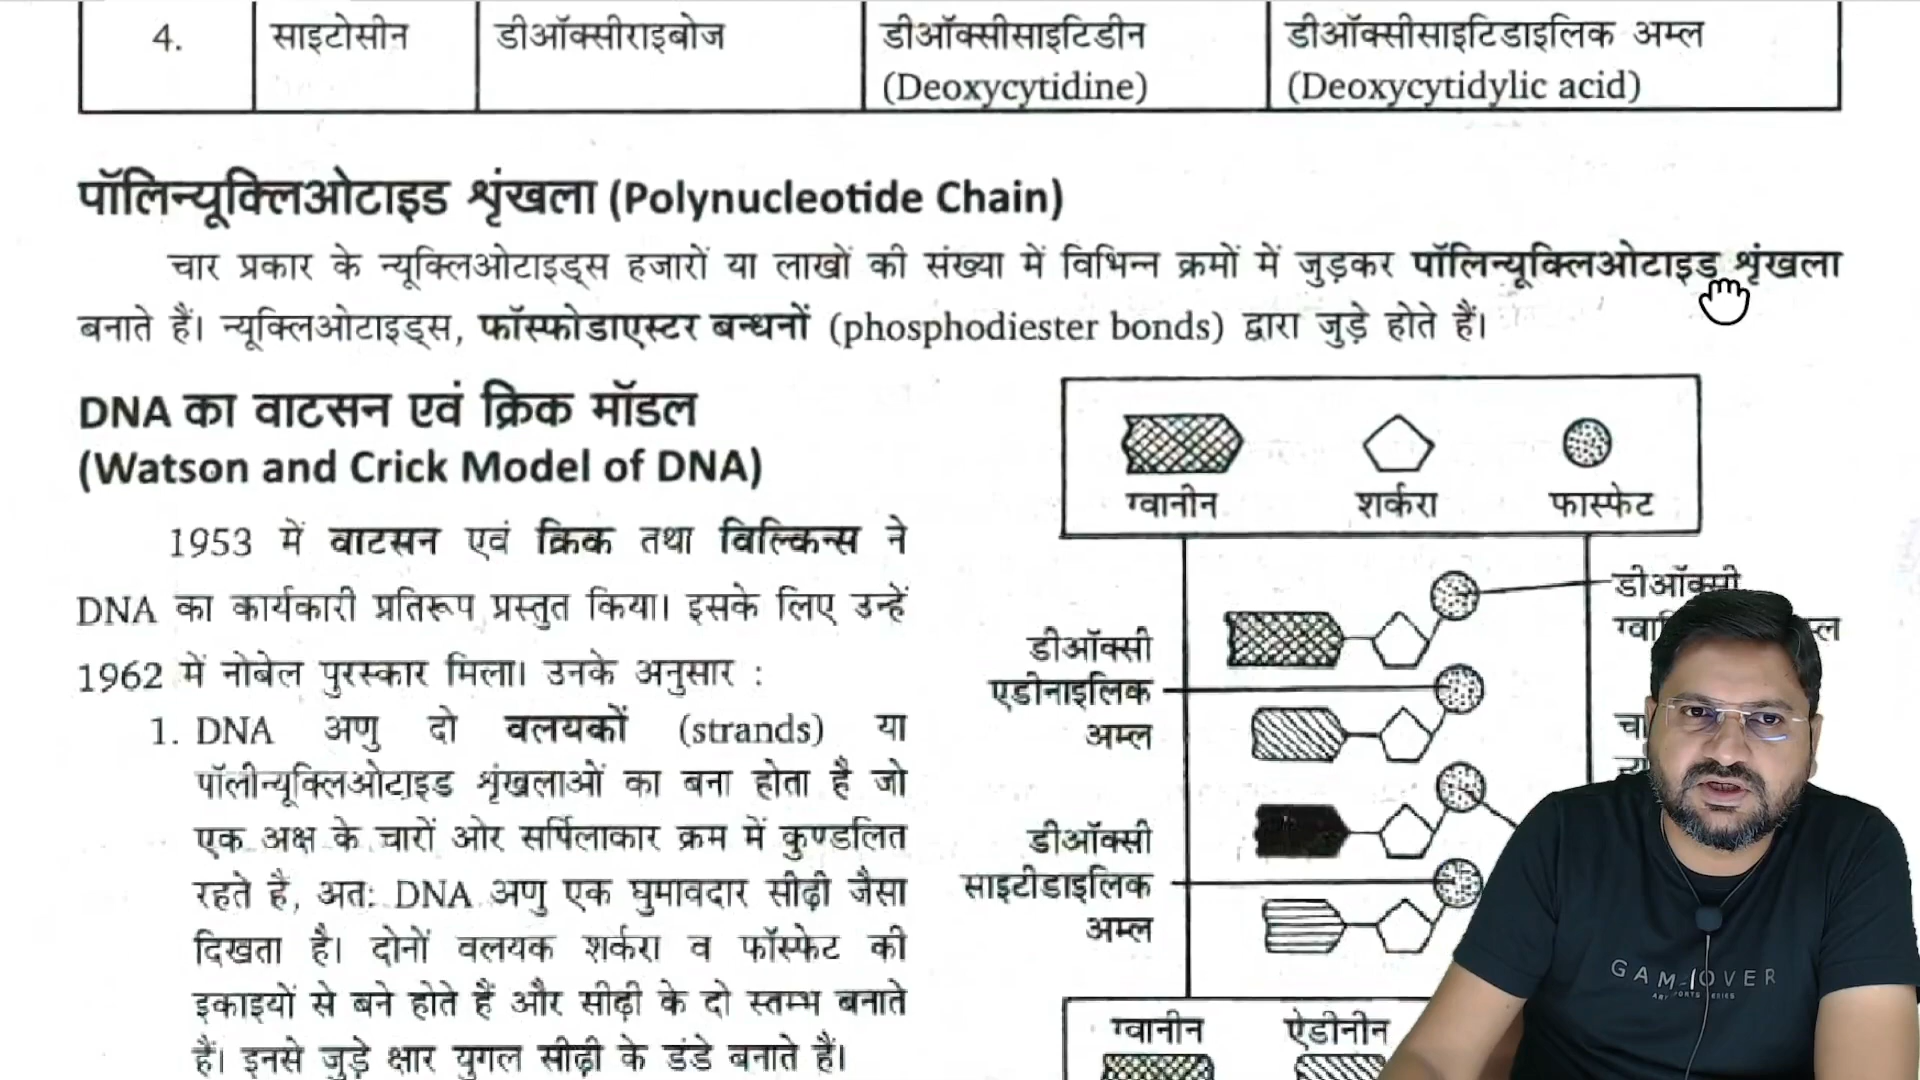 4. साइटोसीन डीऑक्सीराइबोज डीऑक्सीसाइटिडीन डीऑक्सीसाइटिडाइलिक अम्ल
(Deoxycytidine) (Deoxycytidylic acid)
पॉलिन्यूक्लिओटाइड शृंखला (Polynucleotide Chain)
चार प्रकार के न्यूक्लिओटाइड्स हजारों या लाखों की संख्या में विभिन्न क्रमों में जुड़कर पॉलिन्यूक्लिओटाइड शृंखला
बनाते हैं। न्यूक्लिओटाइड्स, फॉस्फोडाएस्टर बन्धनों (phosphodiester bonds) द्वारा जुड़े होते हैं।
DNA का वाटसन एवं क्रिक मॉडल
(Watson and Crick Model of DNA)
1953 में वाटसन एवं क्रिक तथा विल्किन्स ने
DNA का कार्यकारी प्रतिरूप प्रस्तुत किया। इसके लिए उन्हें
1962 में नोबेल पुरस्कार मिला। उनके अनुसार :
1. DNA अणु दो वलयकों (strands) या
पॉलीन्यूक्लिओटाइड शृंखलाओं का बना होता है जो
एक अक्ष के चारों ओर सर्पिलाकार क्रम में कुण्डलित
रहते हैं, अत: DNA अणु एक घुमावदार सीढ़ी जैसा
दिखता है। दोनों वलयक शर्करा व फॉस्फेट की
इकाइयों से बने होते हैं और सीढ़ी के दो स्तम्भ बनाते
हैं। इनसे जुड़े क्षार युगल सीढ़ी के डंडे बनाते हैं।
ग्वानीन शर्करा फास्फेट
डीऑक्सी
डीऑक्सी
एडीनाइलिक
अम्ल
डीऑक्सी
साइटीडाइलिक
अम्ल
ग्वानीन ऐडीनीन
GAM OVER